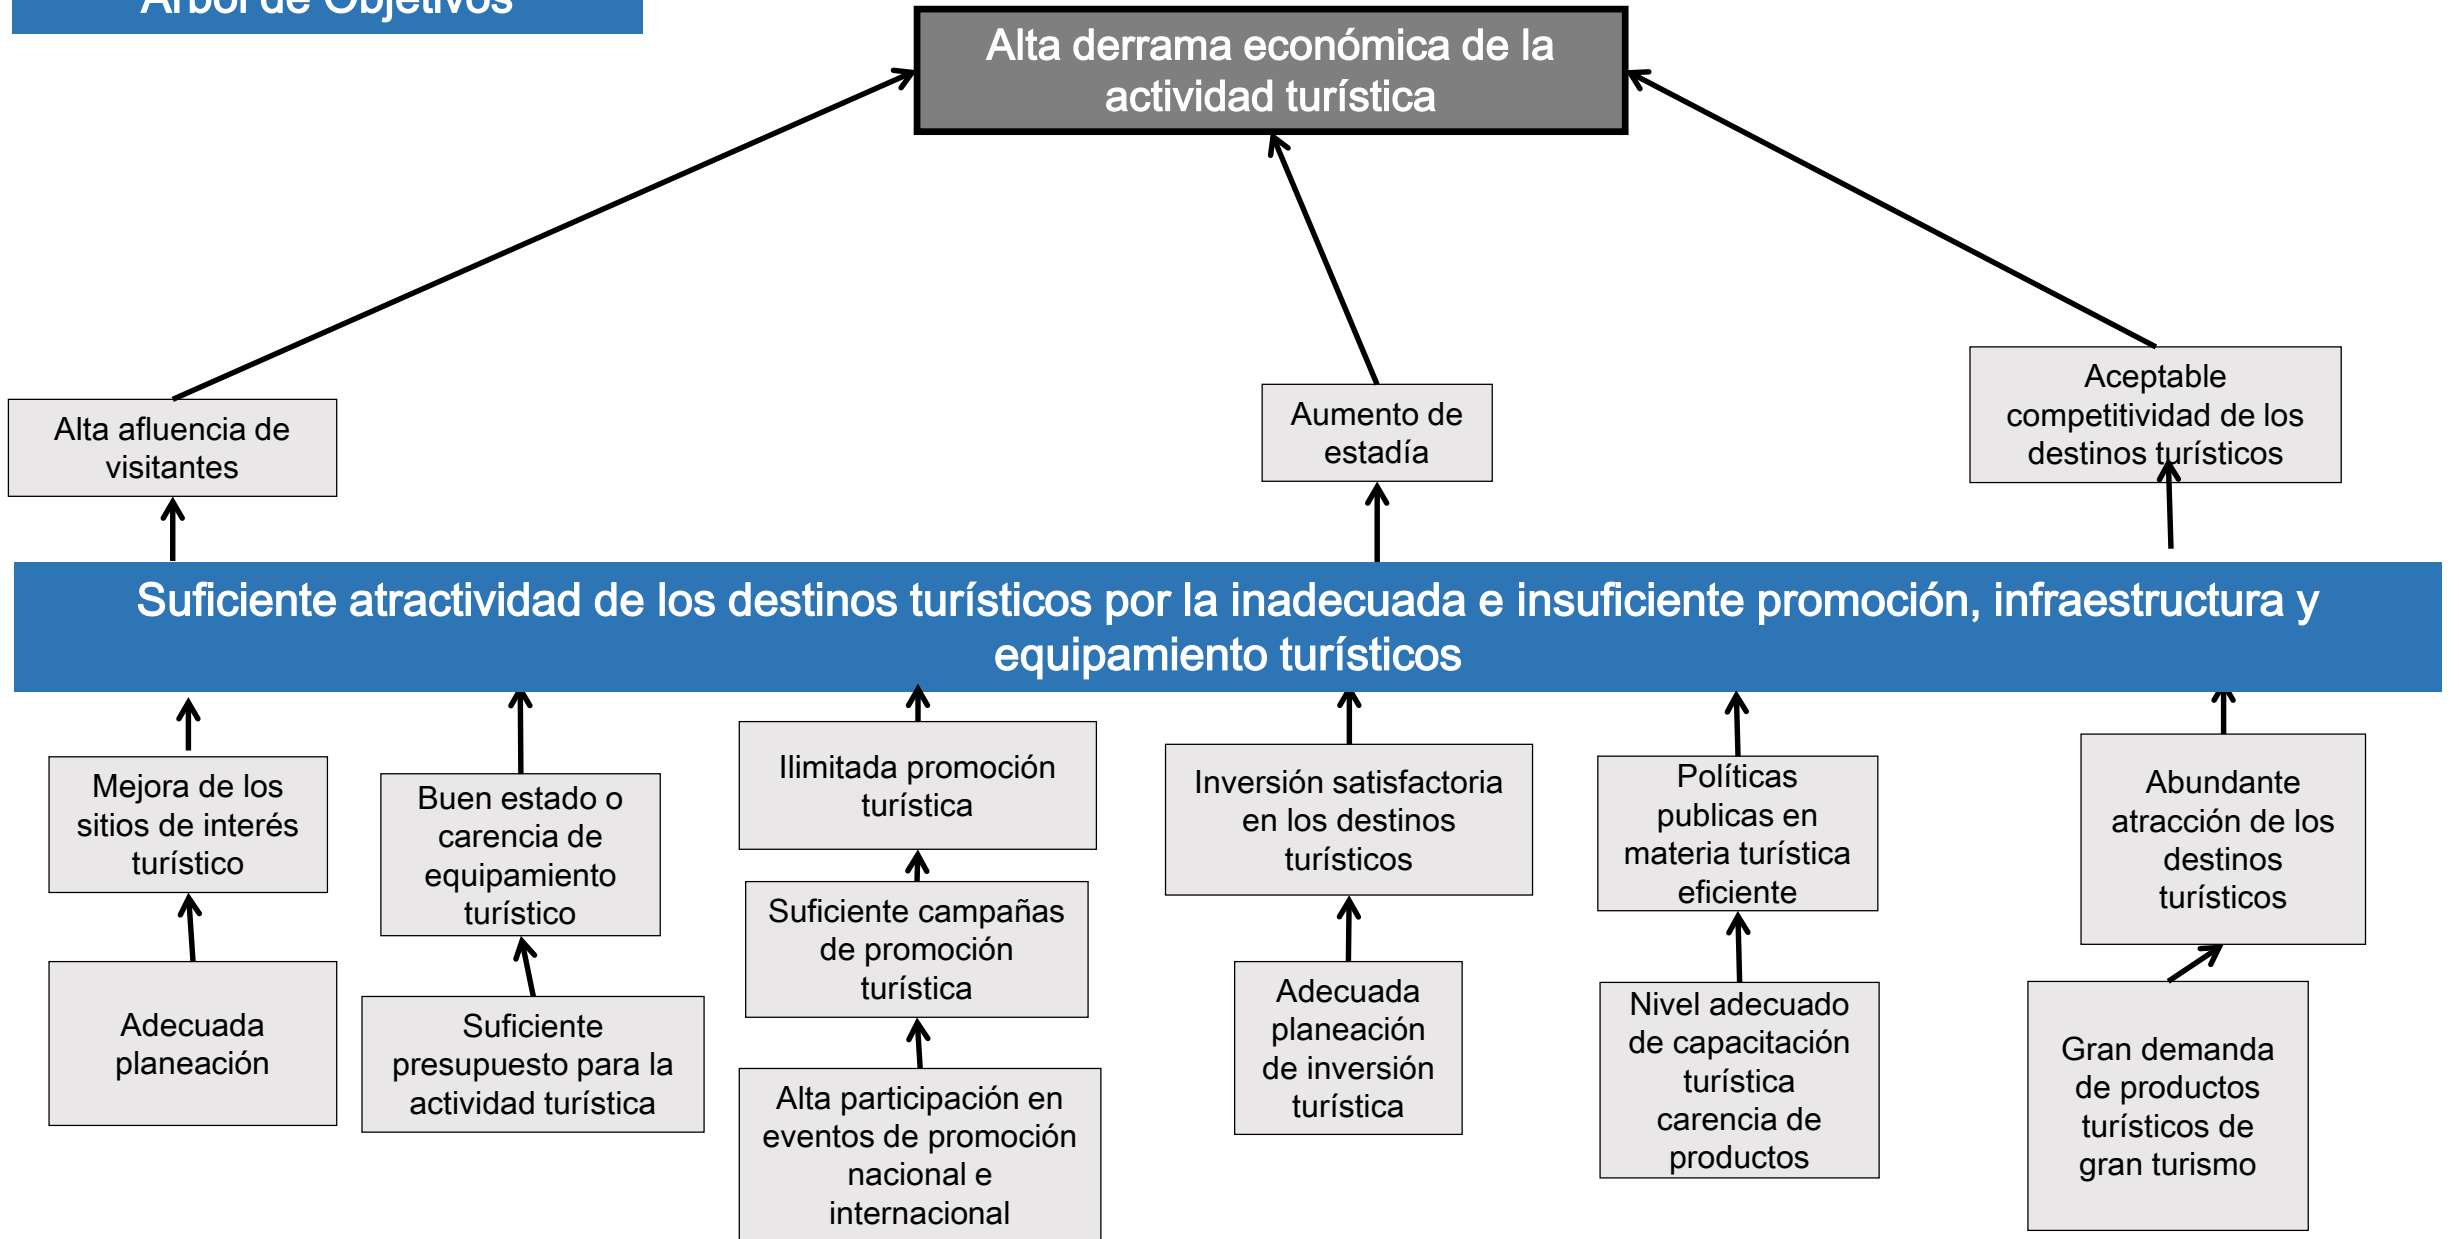 Árbol de Objetivos
Alta derrama económica de la
actividad turística
Alta afluencia de
visitantes
Aumento de
estadía
Aceptable
competitividad de los
destinos turísticos
Suficiente atractividad de los destinos turísticos por la inadecuada e insuficiente promoción, infraestructura y
equipamiento turísticos
Mejora de los
sitios de interés
turístico
Buen estado o
carencia de
equipamiento
turístico
Ilimitada promoción
turística
Inversión satisfactoria
en los destinos
turísticos
Políticas
publicas en
materia turística
eficiente
Abundante
atracción de los
destinos
turísticos
Adecuada
planeación
Suficiente
presupuesto para la
actividad turística
Suficiente campañas
de promoción
turística
Alta participación en
eventos de promoción
nacional e
internacional
Adecuada
planeación
de inversión
turística
Nivel adecuado
de capacitación
turística
carencia de
productos
Gran demanda
de productos
turísticos de
gran turismo